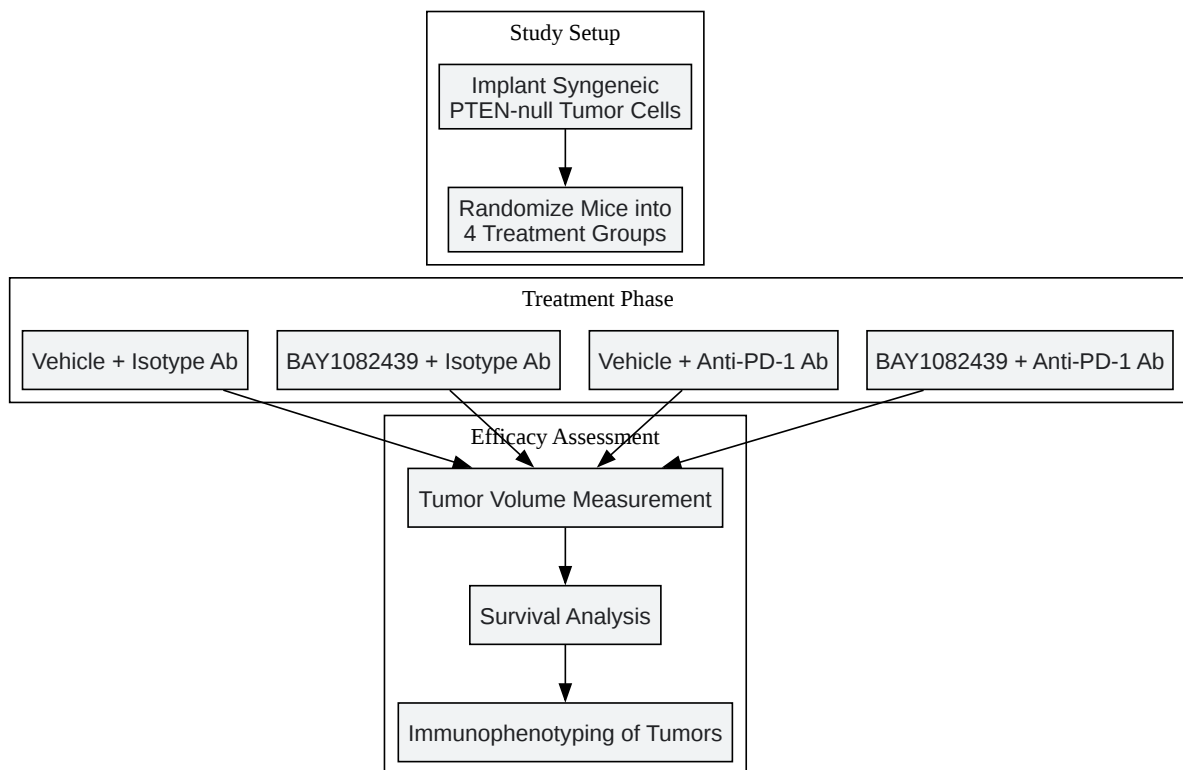 Study Setup
Implant Syngeneic
PTEN-null Tumor Cells
Randomize Mice into
4 Treatment Groups
Treatment Phase
Vehicle + Isotype Ab
BAY1082439 + Isotype Ab
Vehicle + Anti-PD-1 Ab
BAY1082439 + Anti-PD-1 Ab
Efficacy Assessment
Tumor Volume Measurement
Survival Analysis
Immunophenotyping of Tumors